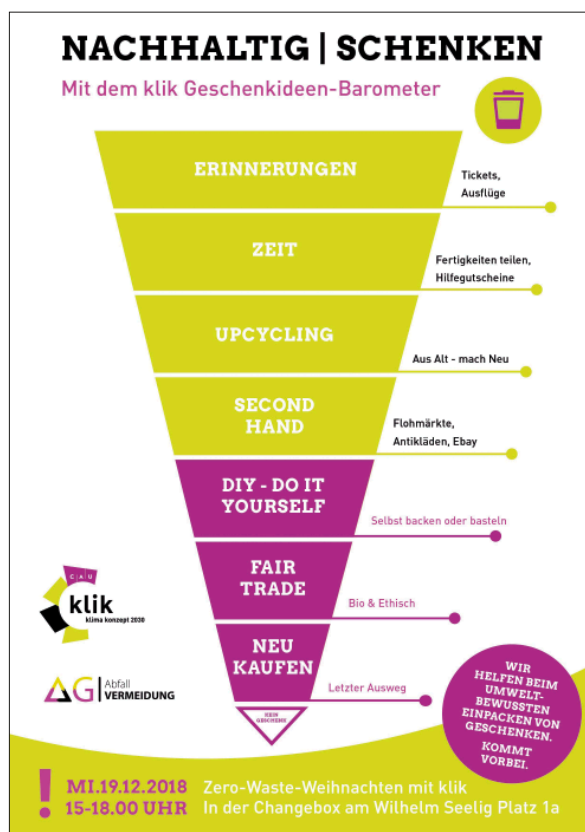 NACHHALTIG | SCHENKEN
Mit dem klik Geschenkideen-Barometer
ERINNERUNGEN
Tickets,
Ausflüge
ZEIT
Fertigkeiten teilen,
Hilfegutscheine
UPCYCLING
Aus Alt - mach Neu
SECOND
HAND
Flohmärkte,
Antikläden, Ebay
DIY - DO IT
YOURSELF
Selbst backen oder basteln
FAIR
TRADE
Bio & Ethisch
NEU
KAUFEN
Letzter Ausweg
KEIN
GESCHENK
CAU
klik
klima konzept 2030
AG | Abfall
VERMEIDUNG
WIR
HELFEN BEIM
UMWELT-
BEWUSSTEN
EINPACKEN VON
GESCHENKEN.
KOMMT
VORBEI.
! MI.19.12.2018 Zero-Waste-Weihnachten mit klik
15-18.00 UHR In der Changebox am Wilhelm Seelig Platz 1a